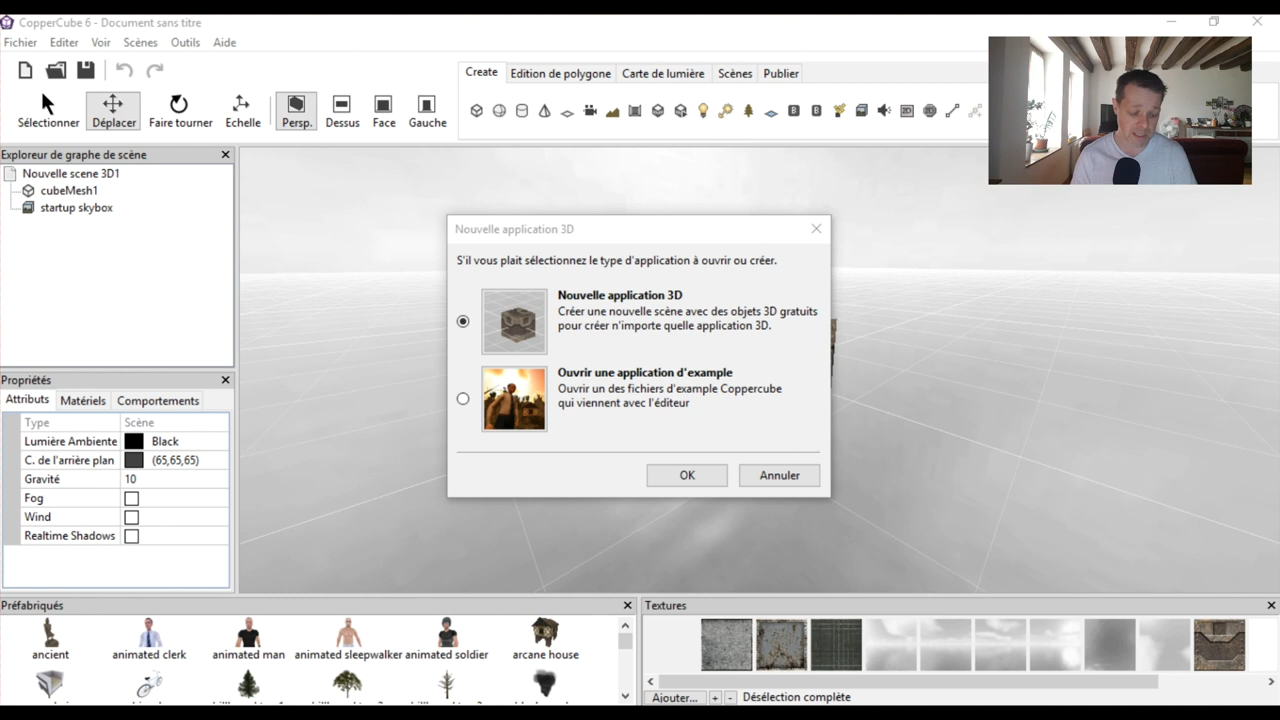 CopperCube 6 - Document sans titre
Fichier Editer Voir Scènes Outils Aide
Create Edition de polygone Carte de lumière Scènes Publier
Sélectionner Déplacer Faire tourner Echelle Persp. Dessus Face Gauche
Exploreur de graphe de scène
Nouvelle scene 3D1
cubeMesh1
startup skybox
Nouvelle application 3D
S'il vous plait sélectionnez le type d'application à ouvrir ou créer.
Nouvelle application 3D
Créer une nouvelle scène avec des objets 3D gratuits
pour créer n'importe quelle application 3D.
Ouvrir une application d'example
Ouvrir un des fichiers d'example Coppercube
qui viennent avec l'éditeur
OK Annuler
Propriétés
Attributs Matériels Comportements
Type Scène
Lumière Ambiente Black
C. de l'arrière plan (65,65,65)
Gravité 10
Fog
Wind
Realtime Shadows
Préfabriqués
ancient animated clerk animated man animated sleepwalker animated soldier arcane house
Textures
Ajouter... + - Désélection complète